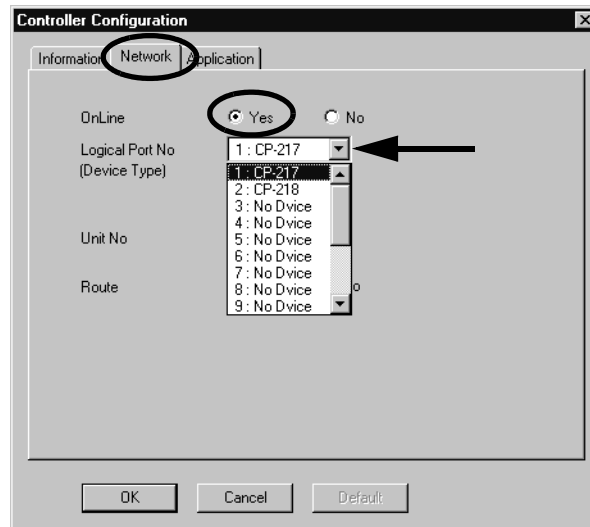 Controller Configuration
Information Network Application
OnLine Yes No
Logical Port No 1 : CP-217
(Device Type)
1 : CP-217
2 : CP-218
3 : No Dvice
4 : No Dvice
Unit No 5 : No Dvice
6 : No Dvice
7 : No Dvice
Route 8 : No Dvice o
9 : No Dvice
OK Cancel Default